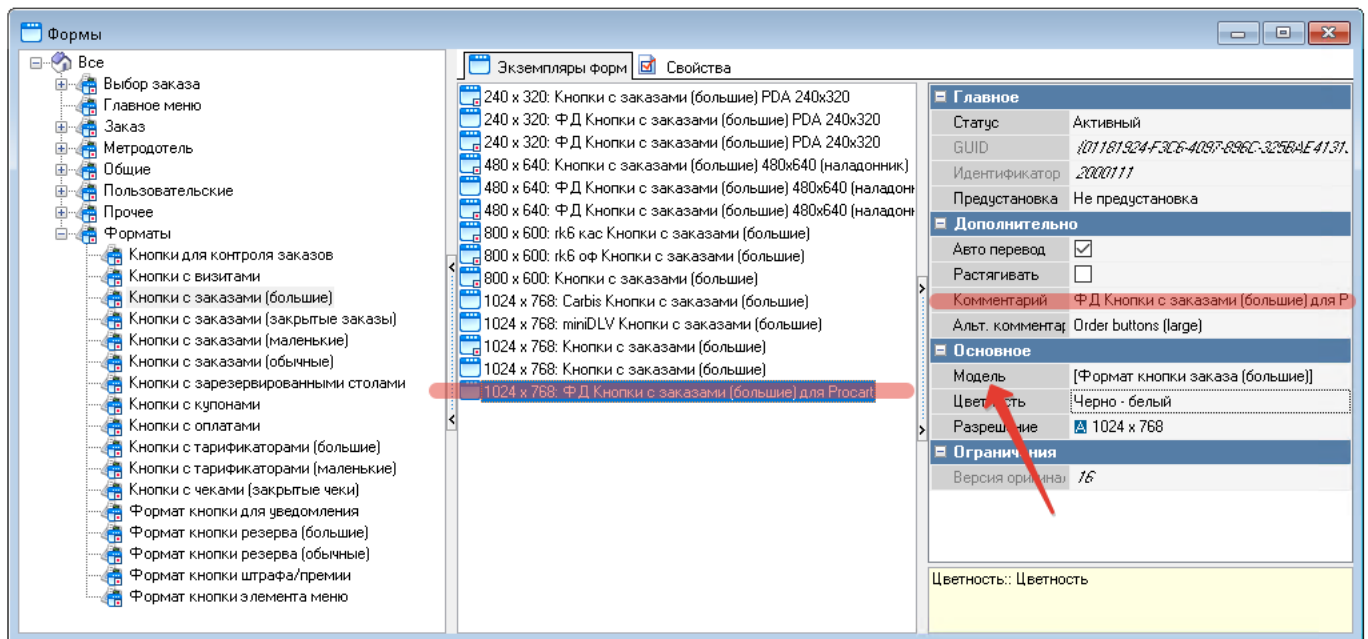 Формы
Все
Выбор заказа
Главное меню
Заказ
Метродотель
Общие
Пользовательские
Прочее
Форматы
Кнопки для контроля заказов
Кнопки с визитами
Кнопки с заказами (большие)
Кнопки с заказами (закрытые заказы)
Кнопки с заказами (маленькие)
Кнопки с заказами (обычные)
Кнопки с зарезервированными столами
Кнопки с купонами
Кнопки с оплатами
Кнопки с тарификаторами (большие)
Кнопки с тарификаторами (маленькие)
Кнопки с чеками (закрытые чеки)
Формат кнопки для уведомления
Формат кнопки резерва (большие)
Формат кнопки резерва (обычные)
Формат кнопки штрафа/премии
Формат кнопки элемента меню
Экземпляры форм Свойства
240 x 320: Кнопки с заказами (большие) PDA 240x320
240 x 320: ФД Кнопки с заказами (большие) PDA 240x320
240 x 320: ФД Кнопки с заказами (большие) PDA 240x320
480 x 640: Кнопки с заказами (большие) 480x640 (наладонник)
480 x 640: ФД Кнопки с заказами (большие) 480x640 (наладонн
480 x 640: ФД Кнопки с заказами (большие) 480x640 (наладонн
800 x 600: rk6 кас Кнопки с заказами (большие)
800 x 600: rk6 оф Кнопки с заказами (большие)
800 x 600: Кнопки с заказами (большие)
1024 x 768: Carbis Кнопки с заказами (большие)
1024 x 768: miniDLV Кнопки с заказами (большие)
1024 x 768: Кнопки с заказами (большие)
1024 x 768: Кнопки с заказами (большие)
1024 x 768: ФД Кнопки с заказами (большие) для Procart
Главное
Статус Активный
GUID {01181924-F3C6-4097-896C-325BAE4131.
Идентификатор 2000111
Предустановка Не предустановка
Дополнительно
Авто перевод
Растягивать
Комментарий ФД Кнопки с заказами (большие) для P
Альт. комментар Order buttons (large)
Основное
Модель [Формат кнопки заказа (большие)]
Цветность Черно - белый
Разрешение A 1024 x 768
Ограничения
Версия оригинал 16
Цветность:: Цветность